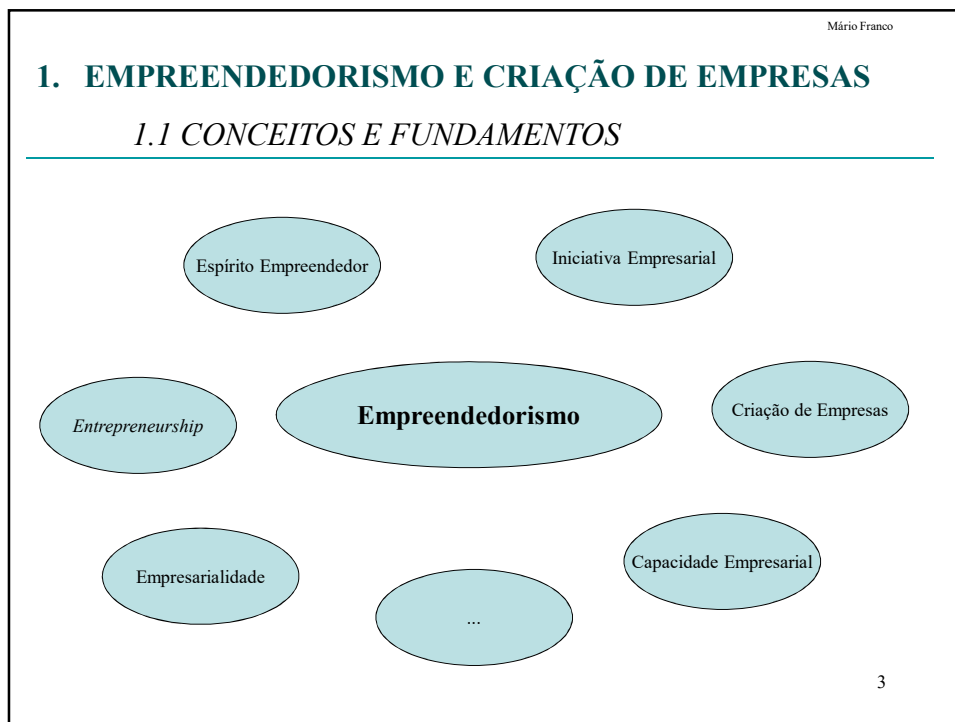 Mário Franco
1. EMPREENDEDORISMO E CRIAÇÃO DE EMPRESAS
1.1 CONCEITOS E FUNDAMENTOS
Espírito Empreendedor
Iniciativa Empresarial
Entrepreneurship
Empreendedorismo
Criação de Empresas
Empresarialidade
Capacidade Empresarial
...
3